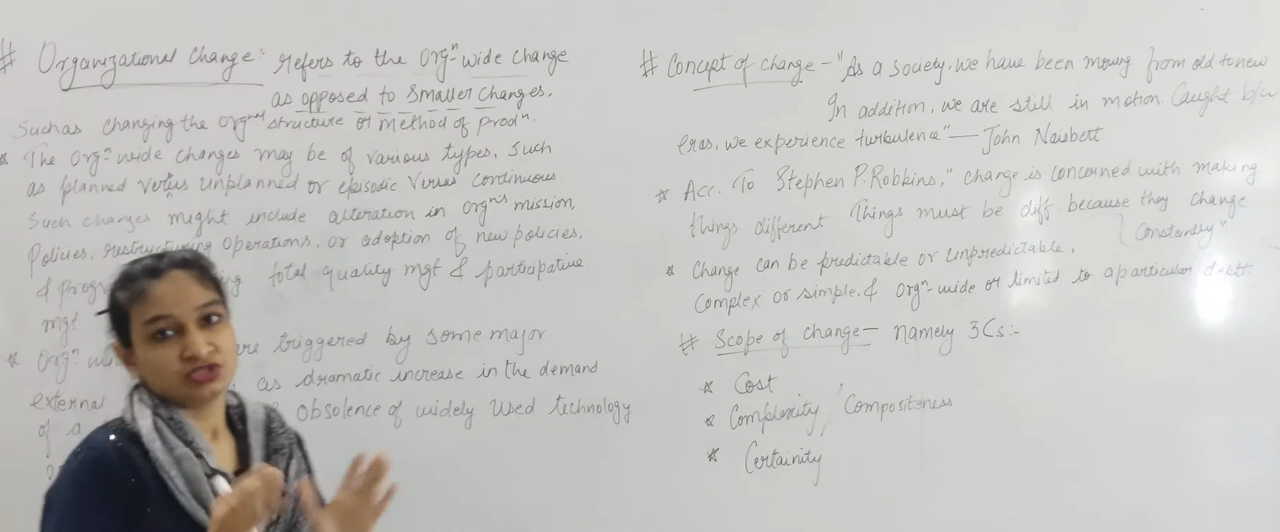 # Organizational Change: Refers to the Orgⁿ-wide change
as opposed to smaller changes.
Such as changing the orgⁿᵃˡ structure or method of prodⁿ.
* The orgⁿ-wide changes may be of various types, such
as planned versus unplanned or episodic versus continuous.
Such changes might include alteration in orgⁿˢ mission,
Policies, restructuring operations, or adoption of new policies,
& total quality mgt & participative
mgt
* Orgⁿ are triggered by some major
external as dramatic increase in the demand
of a obsolence of widely used technology
# Concept of change - "As a society, we have been moving from old to new
In addition, we are still in motion. Caught b/w
eras, we experience turbulence" — John Naisbett
* Acc. To Stephen P. Robbins, "change is concerned with making
things different. Things must be diff because they change
constantly".
* Change can be predictable or unpredictable,
complex or simple, & orgⁿ-wide or limited to a particular
# Scope of change - namely 3Cs:-
* Cost
* Complexity / Compositeness
* Certainity